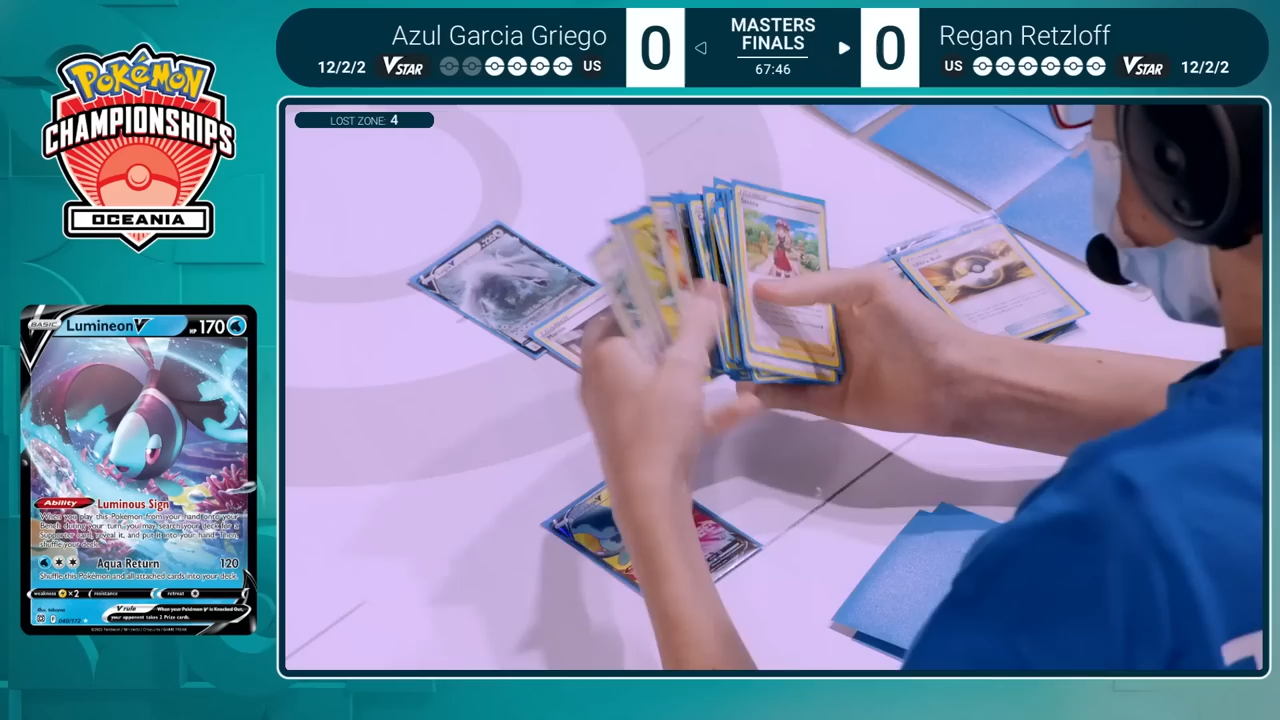 Azul Garcia Griego
12/2/2 VSTAR US
0
MASTERS
FINALS
67:46
0
Regan Retzloff
US VSTAR 12/2/2
Pokémon
CHAMPIONSHIPS
OCEANIA
LOST ZONE: 4
BASIC Lumineon V HP 170
Ability Luminous Sign
When you play this Pokémon from your hand onto your
Bench during your turn, you may search your deck for a
Supporter card, reveal it, and put it into your hand. Then,
shuffle your deck.
Aqua Return 120
Shuffle this Pokémon and all attached cards into your deck.
weakness ×2 resistance retreat
V rule When your Pokémon V is Knocked Out,
your opponent takes 2 Prize cards.
040/172